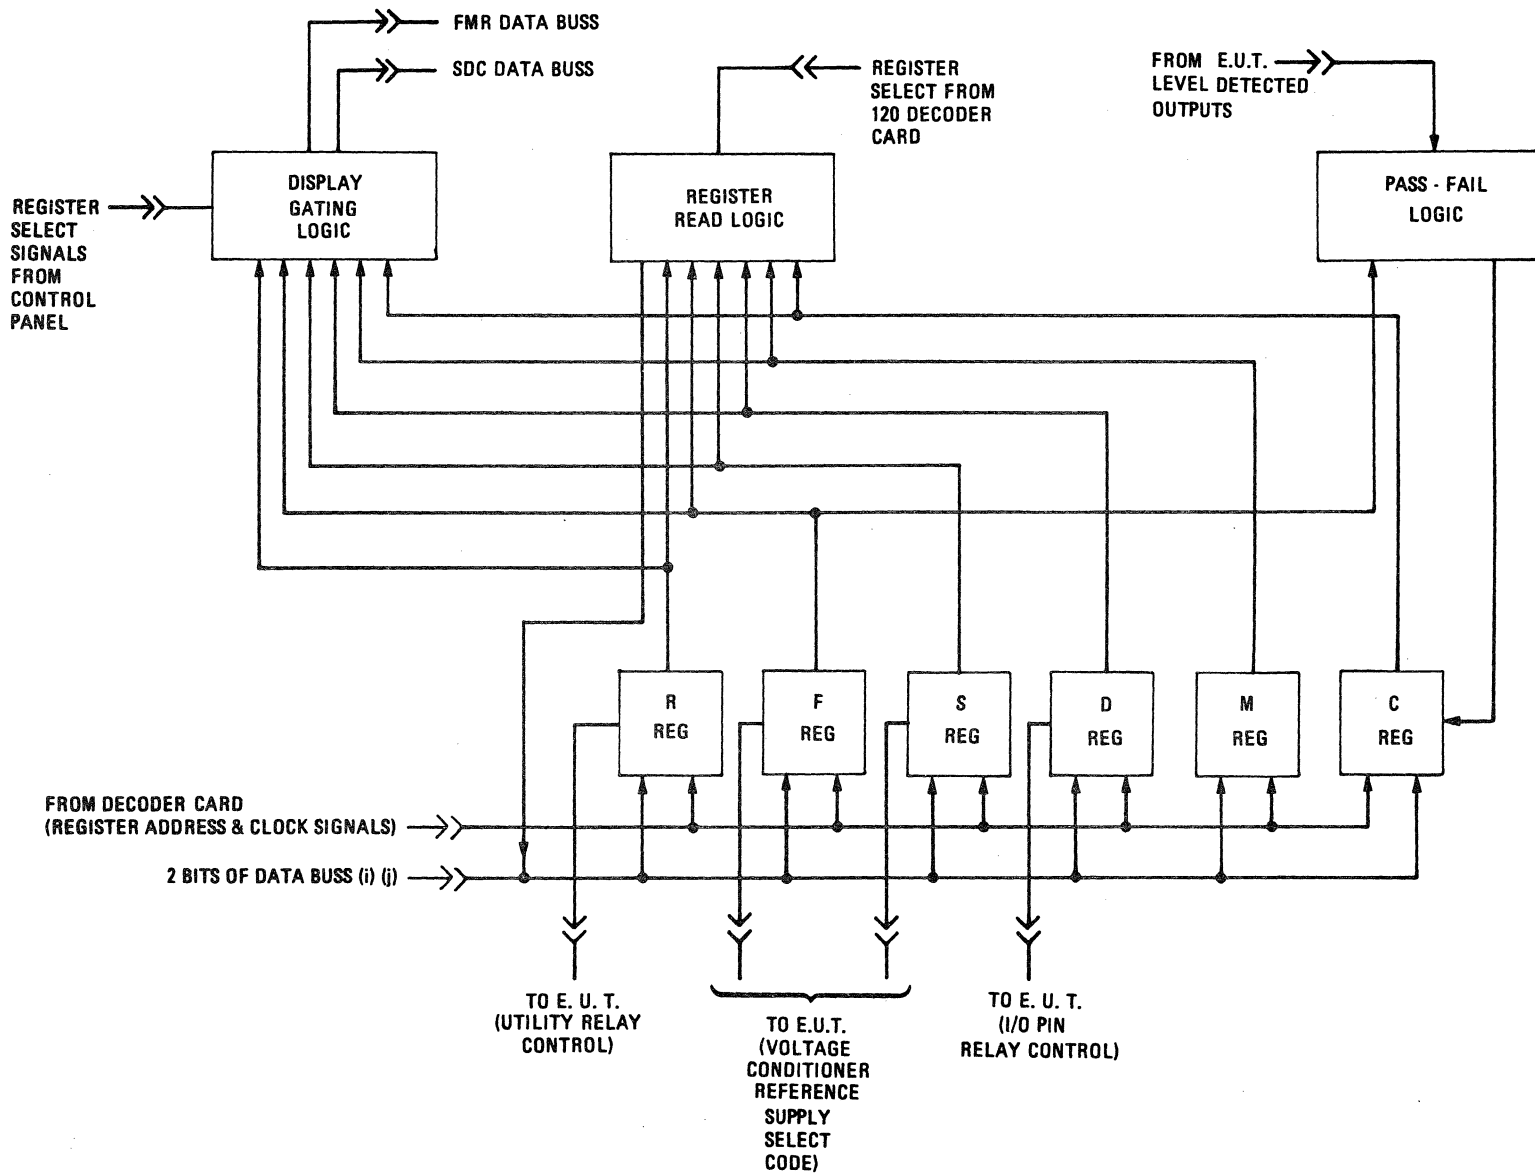 FMR DATA BUSS
SDC DATA BUSS
REGISTER
SELECT FROM
120 DECODER
CARD
FROM E.U.T.
LEVEL DETECTED
OUTPUTS
DISPLAY
GATING
LOGIC
REGISTER
READ LOGIC
PASS - FAIL
LOGIC
REGISTER
SELECT
SIGNALS
FROM
CONTROL
PANEL
R
REG
F
REG
S
REG
D
REG
M
REG
C
REG
FROM DECODER CARD
(REGISTER ADDRESS & CLOCK SIGNALS)
2 BITS OF DATA BUSS (i) (j)
TO E. U. T.
(UTILITY RELAY
CONTROL)
TO E.U.T.
(VOLTAGE
CONDITIONER
REFERENCE
SUPPLY
SELECT
CODE)
TO E. U. T.
(I/O PIN
RELAY CONTROL)